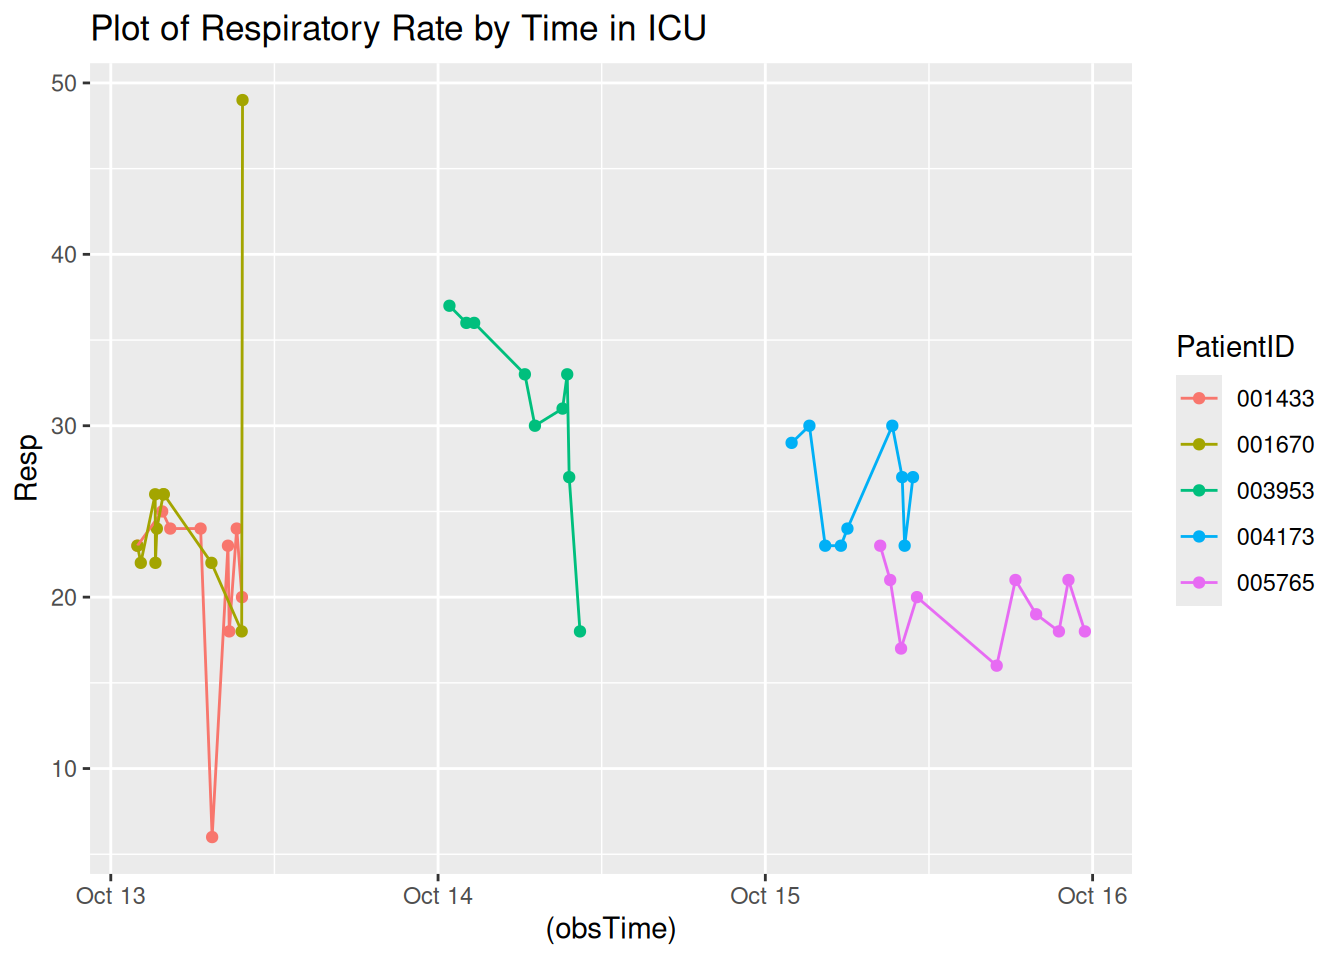 Plot of Respiratory Rate by Time in ICU
50
40
30
20
10
Resp
Oct 13
Oct 14
Oct 15
Oct 16
(obsTime)
PatientID
001433
001670
003953
004173
005765